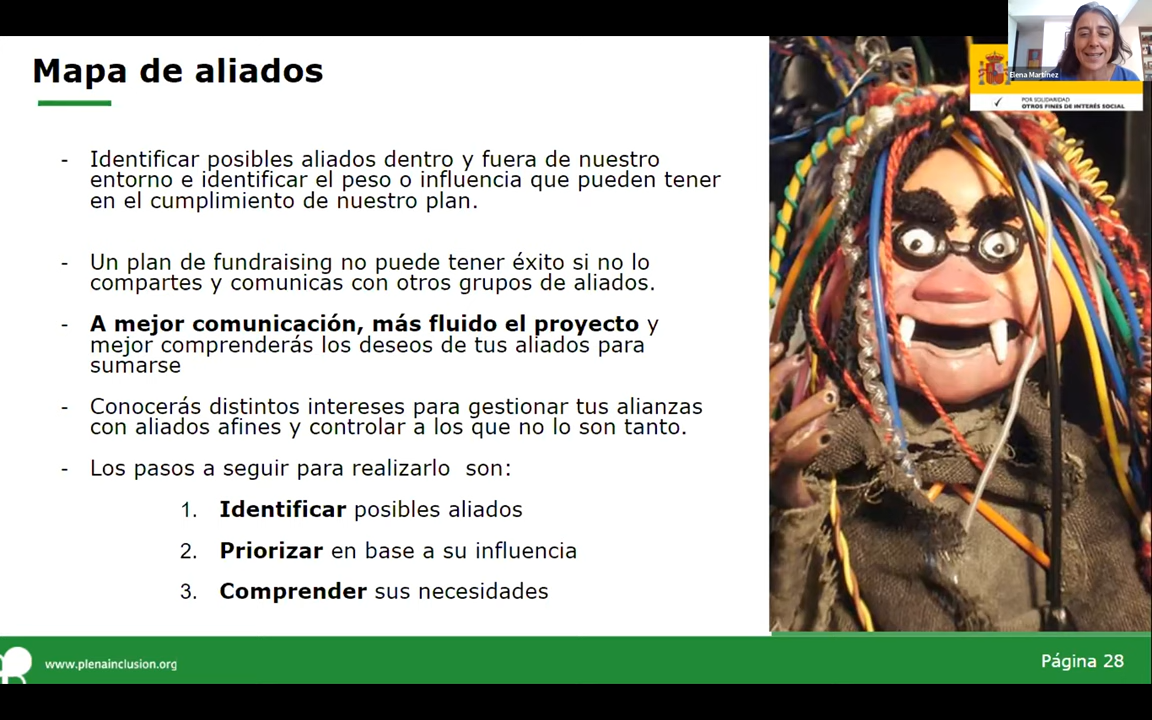 Mapa de aliados
Elena Martínez
POR SOLIDARIDAD
OTROS FINES DE INTERÉS SOCIAL
- Identificar posibles aliados dentro y fuera de nuestro
entorno e identificar el peso o influencia que pueden tener
en el cumplimiento de nuestro plan.
- Un plan de fundraising no puede tener éxito si no lo
compartes y comunicas con otros grupos de aliados.
- A mejor comunicación, más fluido el proyecto y
mejor comprenderás los deseos de tus aliados para
sumarse
- Conocerás distintos intereses para gestionar tus alianzas
con aliados afines y controlar a los que no lo son tanto.
- Los pasos a seguir para realizarlo son:
1. Identificar posibles aliados
2. Priorizar en base a su influencia
3. Comprender sus necesidades
www.plenainclusion.org
Página 28